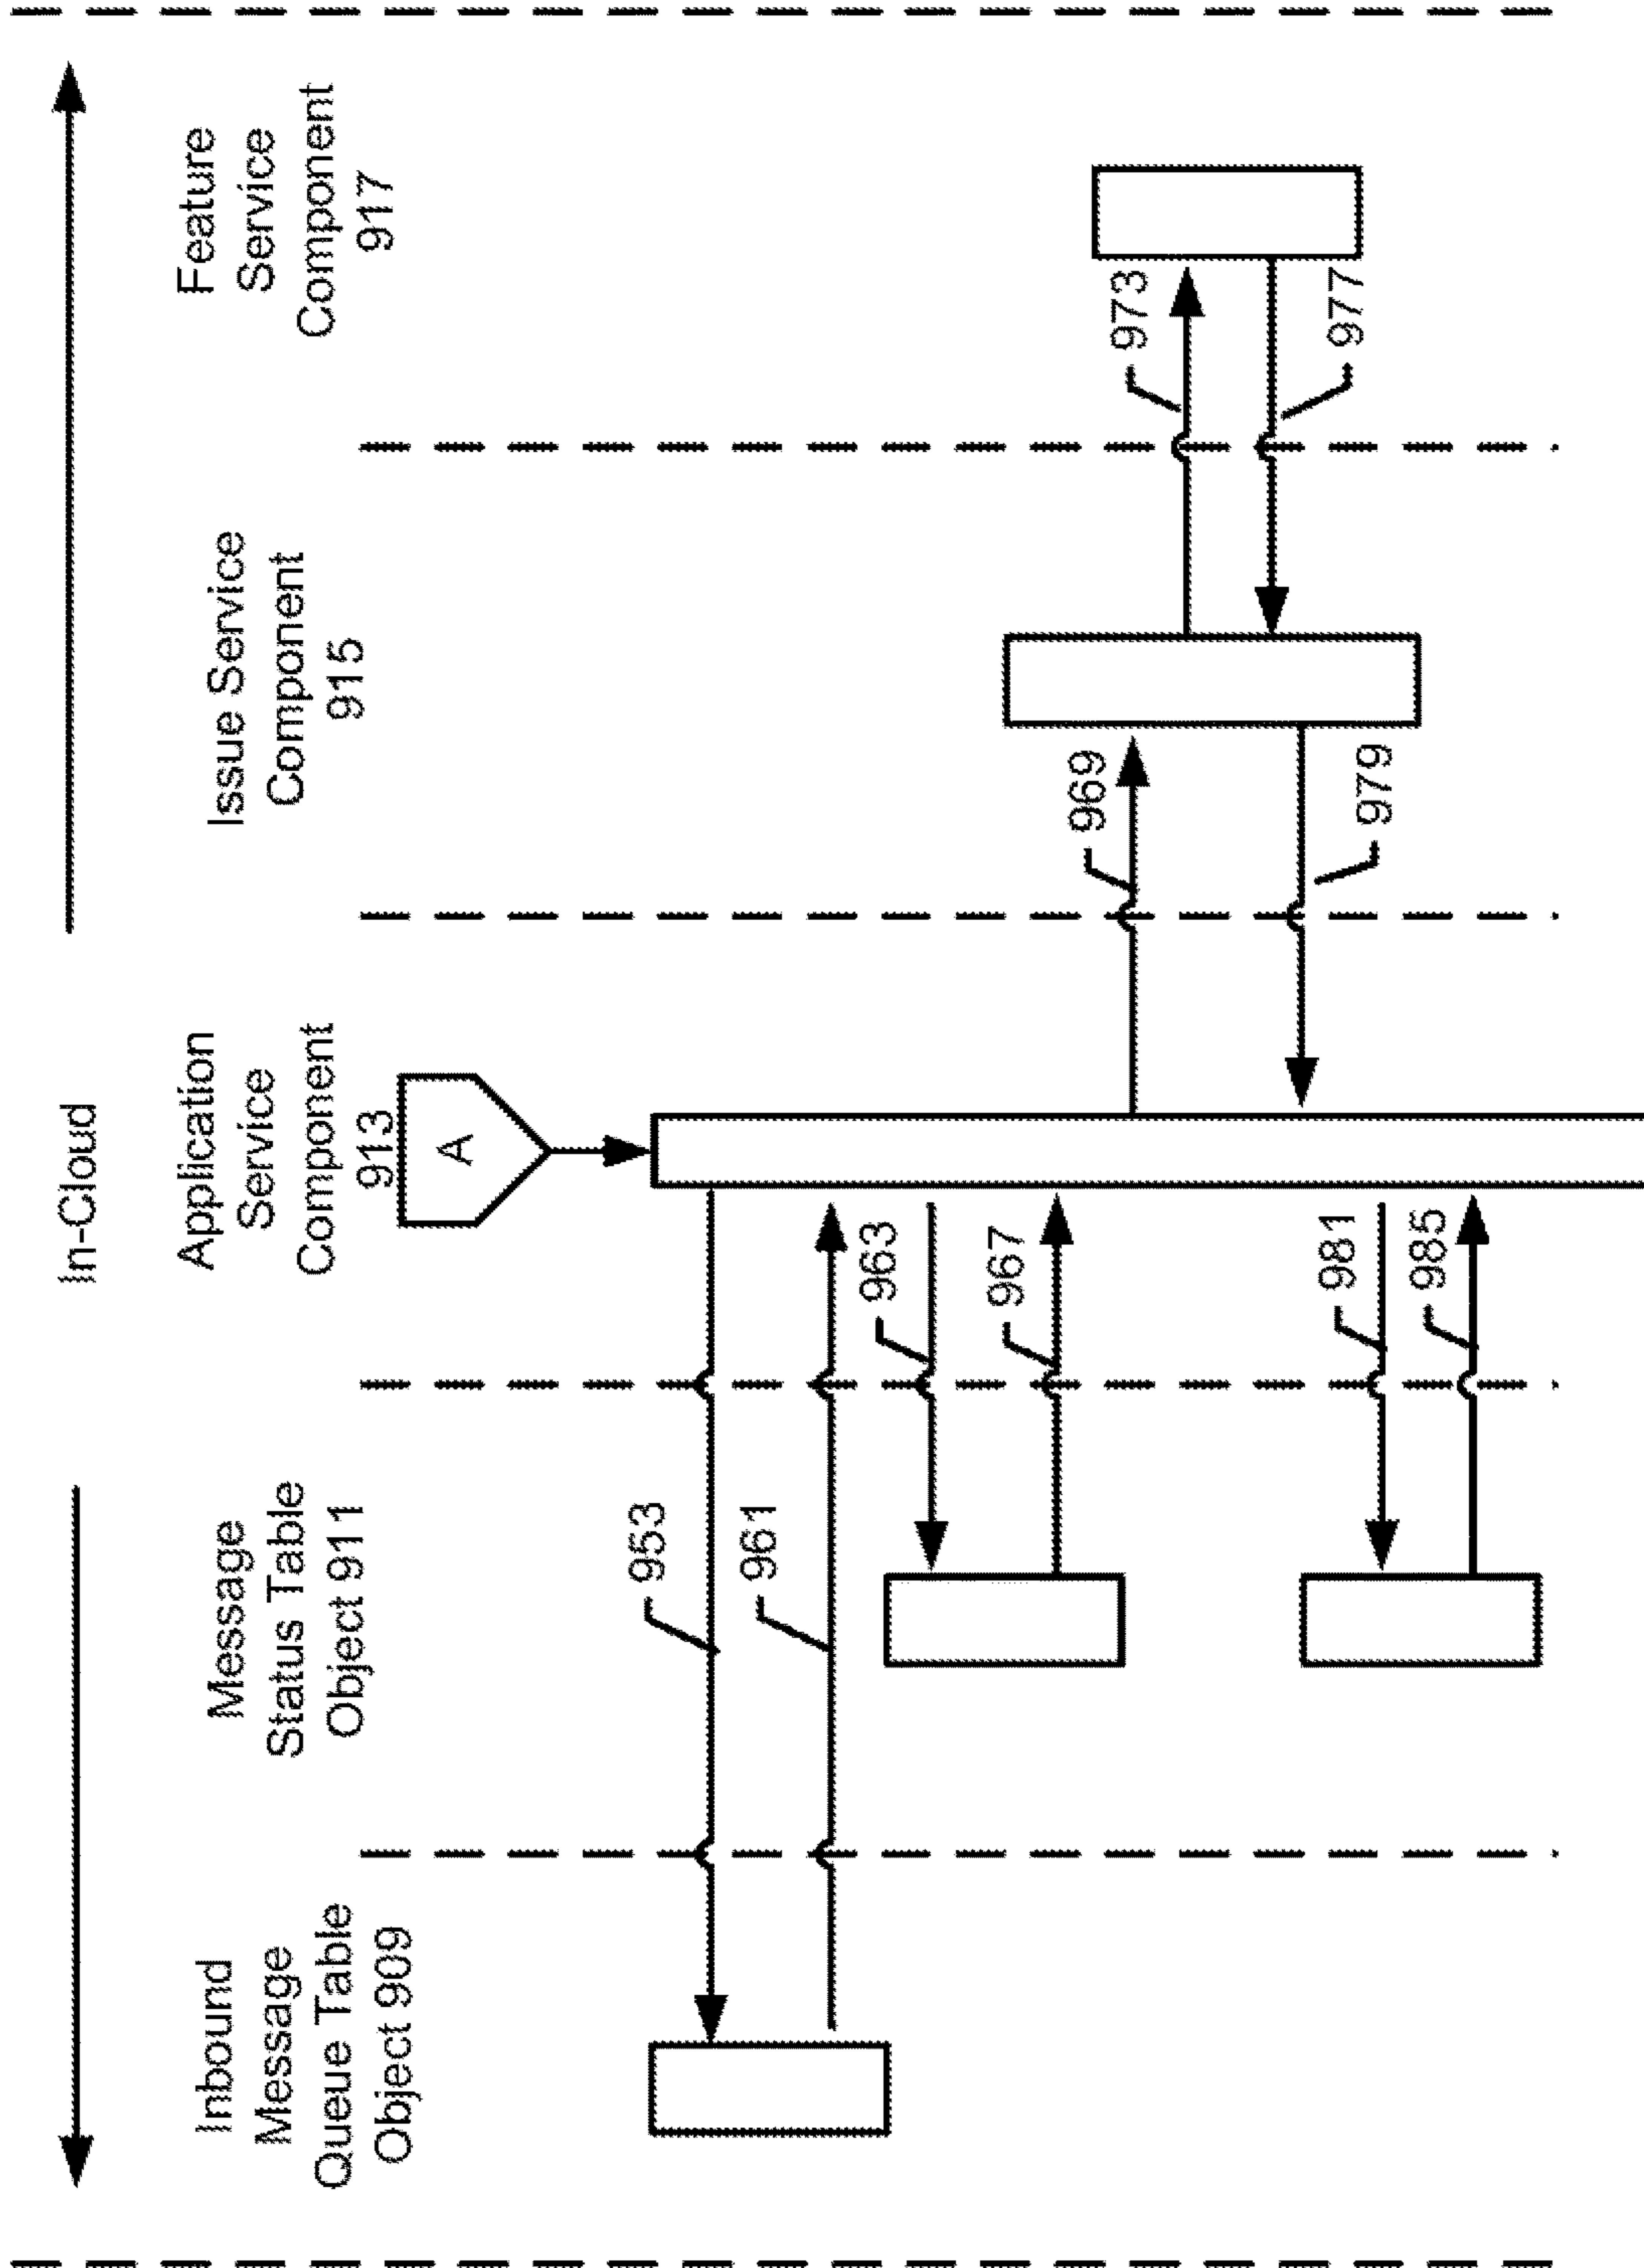 In-Cloud
Inbound
Message
Queue Table
Object 909
Message
Status Table
Object 911
Application
Service
Component
913
Issue Service
Component
915
Feature
Service
Component
917
A
953
961
963
967
969
973
977
979
981
985